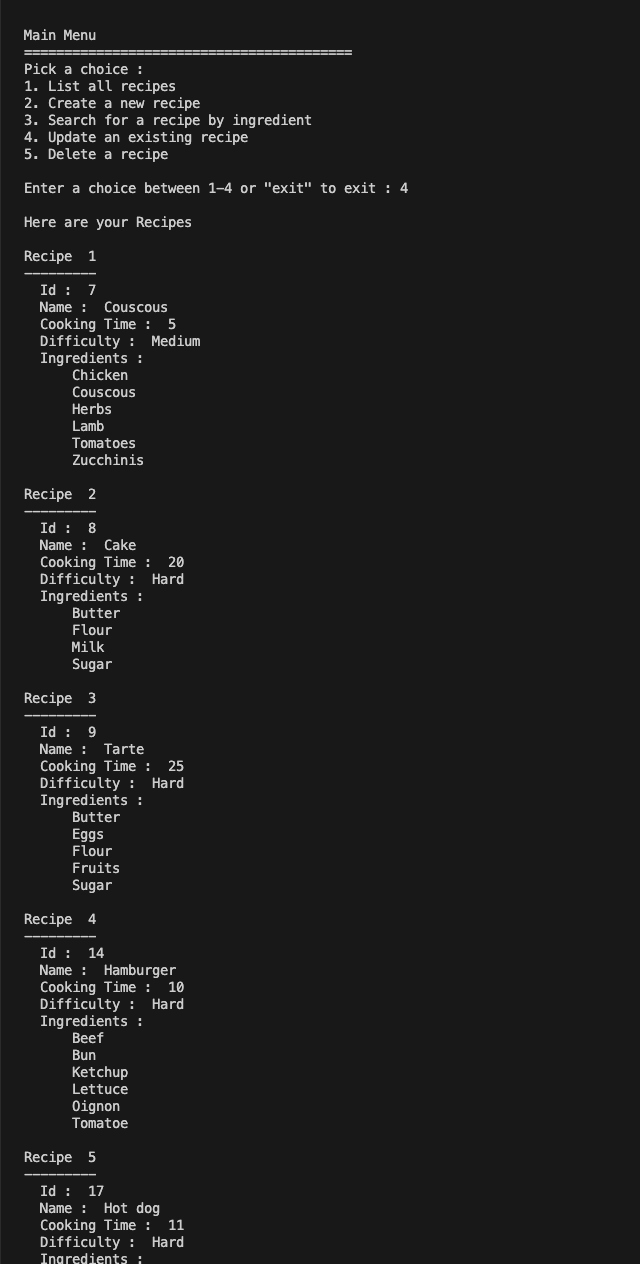 Main Menu
=========================================
Pick a choice :
1. List all recipes
2. Create a new recipe
3. Search for a recipe by ingredient
4. Update an existing recipe
5. Delete a recipe
Enter a choice between 1-4 or "exit" to exit : 4
Here are your Recipes
Recipe  1
---------
  Id :  7
  Name :  Couscous
  Cooking Time :  5
  Difficulty :  Medium
  Ingredients :
      Chicken
      Couscous
      Herbs
      Lamb
      Tomatoes
      Zucchinis
Recipe  2
---------
  Id :  8
  Name :  Cake
  Cooking Time :  20
  Difficulty :  Hard
  Ingredients :
      Butter
      Flour
      Milk
      Sugar
Recipe  3
---------
  Id :  9
  Name :  Tarte
  Cooking Time :  25
  Difficulty :  Hard
  Ingredients :
      Butter
      Eggs
      Flour
      Fruits
      Sugar
Recipe  4
---------
  Id :  14
  Name :  Hamburger
  Cooking Time :  10
  Difficulty :  Hard
  Ingredients :
      Beef
      Bun
      Ketchup
      Lettuce
      Oignon
      Tomatoe
Recipe  5
---------
  Id :  17
  Name :  Hot dog
  Cooking Time :  11
  Difficulty :  Hard
  Ingredients :